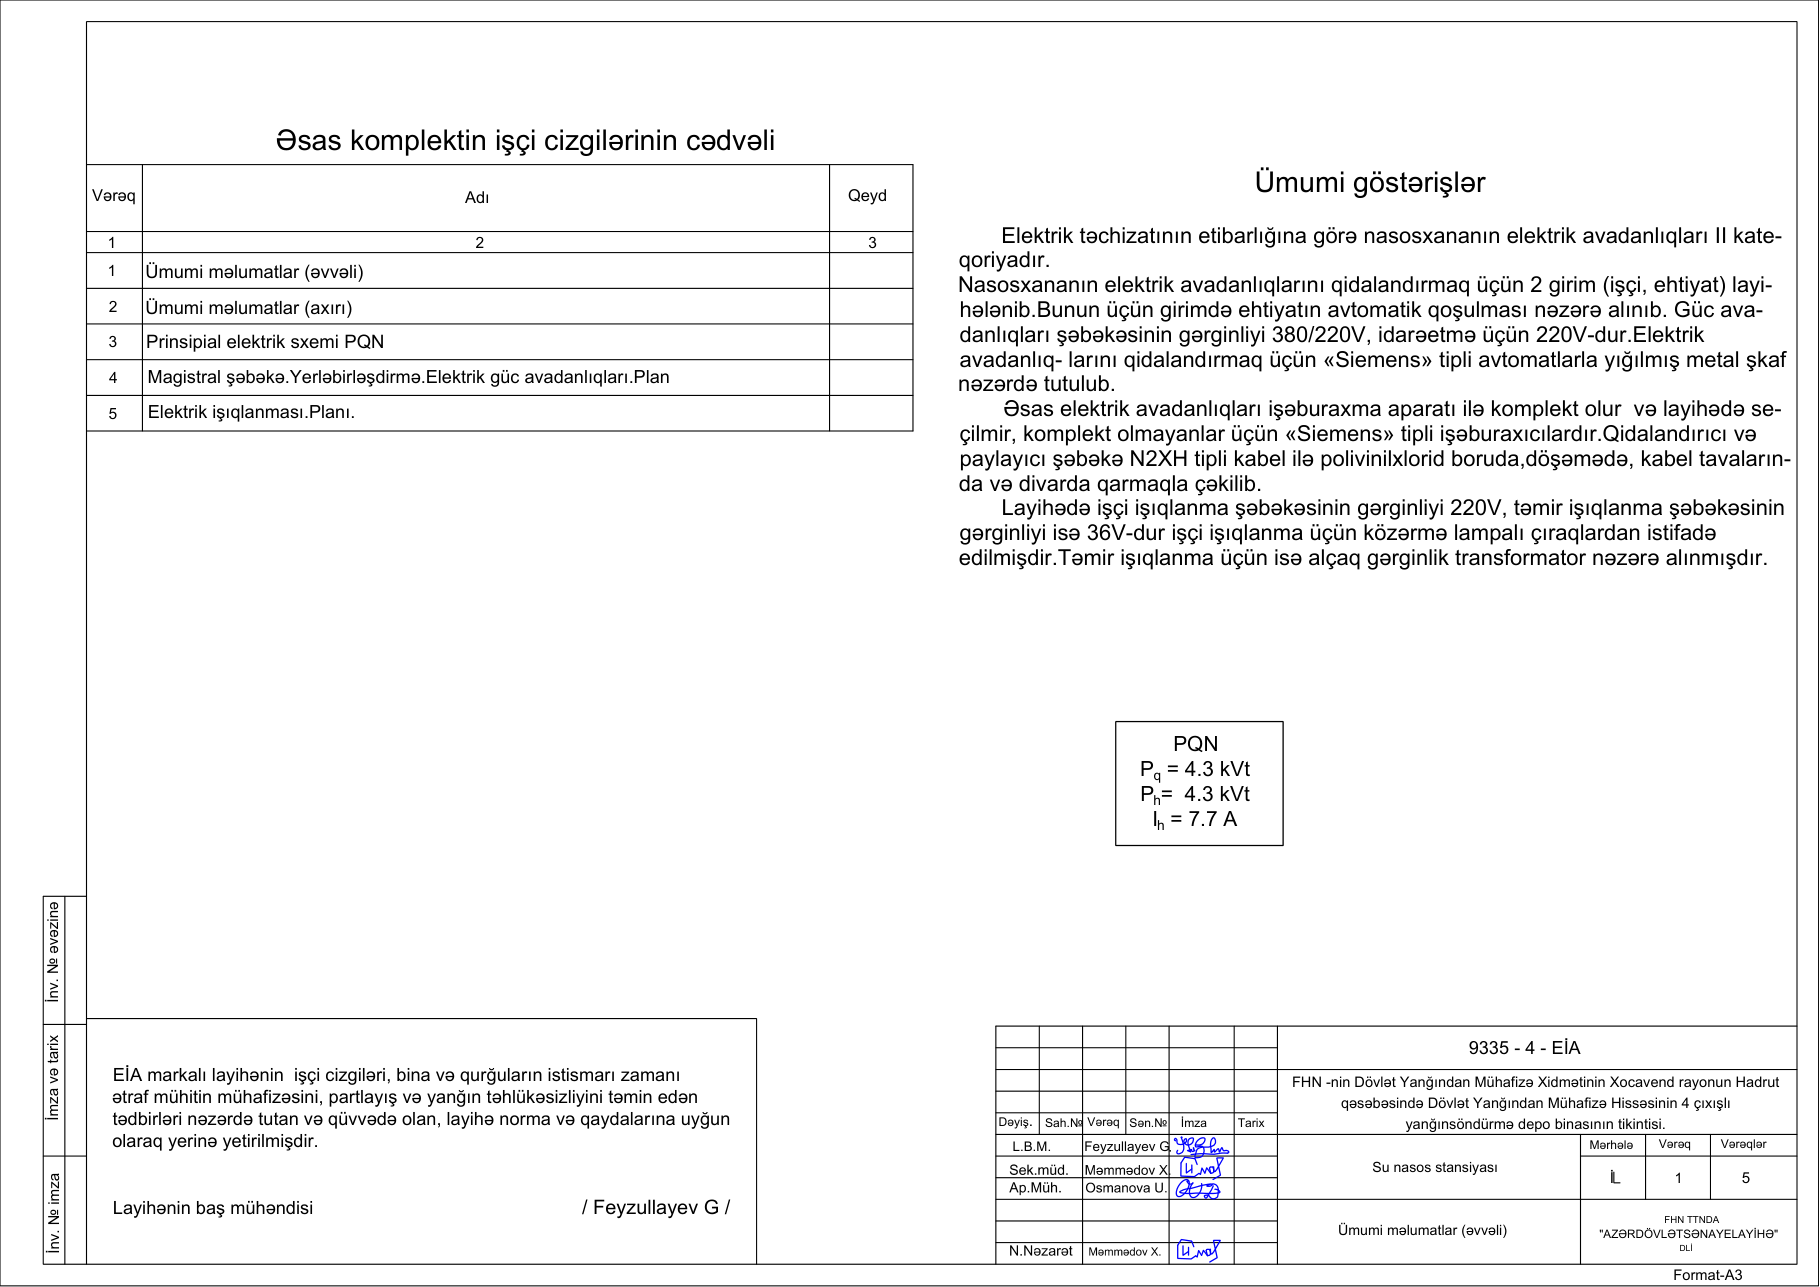 Əsas komplektin işçi cizgilərinin cədvəli
Vərəq Adı Qeyd
1 2 3
1 Ümumi məlumatlar (əvvəli)
2 Ümumi məlumatlar (axırı)
3 Prinsipial elektrik sxemi PQN
4 Magistral şəbəkə.Yerləbirləşdirmə.Elektrik güc avadanlıqları.Plan
5 Elektrik işıqlanması.Planı.
Ümumi göstərişlər
Elektrik təchizatının etibarlığına görə nasosxananın elektrik avadanlıqları II kate-
qoriyadır.
Nasosxananın elektrik avadanlıqlarını qidalandırmaq üçün 2 girim (işçi, ehtiyat) layi-
hələnib.Bunun üçün girimdə ehtiyatın avtomatik qoşulması nəzərə alınıb. Güc ava-
danlıqları şəbəkəsinin gərginliyi 380/220V, idarəetmə üçün 220V-dur.Elektrik
avadanlıq- larını qidalandırmaq üçün «Siemens» tipli avtomatlarla yığılmış metal şkaf
nəzərdə tutulub.
Əsas elektrik avadanlıqları işəburaxma aparatı ilə komplekt olur və layihədə se-
çilmir, komplekt olmayanlar üçün «Siemens» tipli işəburaxıcılardır.Qidalandırıcı və
paylayıcı şəbəkə N2XH tipli kabel ilə polivinilxlorid boruda,döşəmədə, kabel tavaların-
da və divarda qarmaqla çəkilib.
Layihədə işçi işıqlanma şəbəkəsinin gərginliyi 220V, təmir işıqlanma şəbəkəsinin
gərginliyi isə 36V-dur işçi işıqlanma üçün közərmə lampalı çıraqlardan istifadə
edilmişdir.Təmir işıqlanma üçün isə alçaq gərginlik transformator nəzərə alınmışdır.
PQN
Pq = 4.3 kVt
Ph= 4.3 kVt
Ih = 7.7 A
İnv. № əvəzinə
İmza və tarix
İnv. № imza
EİA markalı layihənin işçi cizgiləri, bina və qurğuların istismarı zamanı
ətraf mühitin mühafizəsini, partlayış və yanğın təhlükəsizliyini təmin edən
tədbirləri nəzərdə tutan və qüvvədə olan, layihə norma və qaydalarına uyğun
olaraq yerinə yetirilmişdir.
Layihənin baş mühəndisi / Feyzullayev G /
9335 - 4 - EİA
FHN -nin Dövlət Yanğından Mühafizə Xidmətinin Xocavend rayonun Hadrut
qəsəbəsində Dövlət Yanğından Mühafizə Hissəsinin 4 çıxışlı
yanğınsöndürmə depo binasının tikintisi.
Dəyiş. Sah.№ Vərəq Sən.№ İmza Tarix
L.B.M. Feyzullayev G.
Sek.müd. Məmmədov X.
Ap.Müh. Osmanova U.
N.Nəzarət Məmmədov X.
Su nasos stansiyası
Mərhələ Vərəq Vərəqlər
İL 1 5
Ümumi məlumatlar (əvvəli)
FHN TTNDA
"AZƏRDÖVLƏTSƏNAYELAYİHƏ"
DLİ
Format-A3